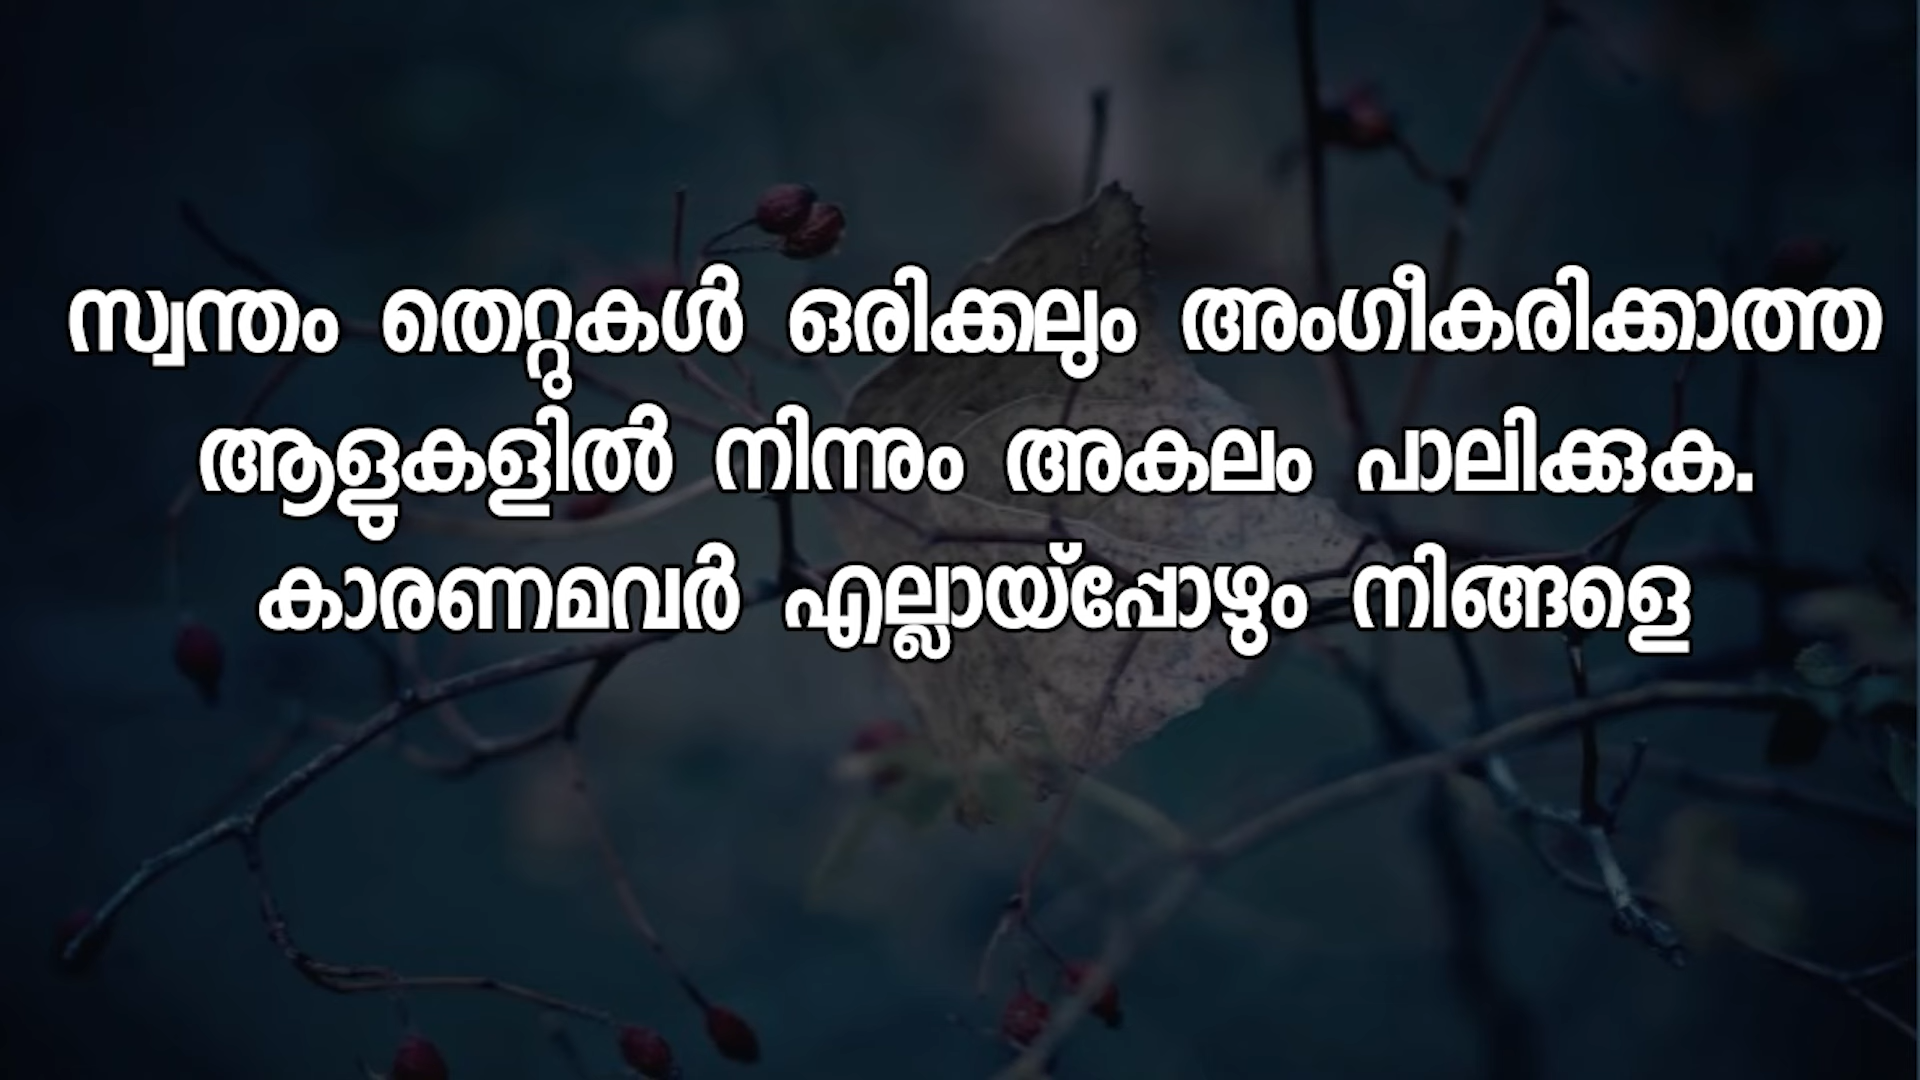 സ്വന്തം തെറ്റുകൾ ഒരിക്കലും അംഗീകരിക്കാത്ത
ആളുകളിൽ നിന്നും അകലം പാലിക്കുക.
കാരണമവർ എല്ലായ്പ്പോഴും നിങ്ങളെ